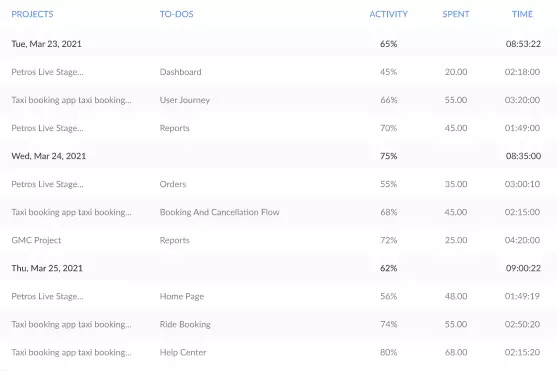 PROJECTS TO-DOS ACTIVITY SPENT TIME
Tue, Mar 23, 2021 65% 08:53:22
Petros Live Stage... Dashboard 45% 20.00 02:18:00
Taxi booking app taxi booking... User Journey 66% 55.00 03:20:00
Petros Live Stage... Reports 70% 45.00 01:49:00
Wed, Mar 24, 2021 75% 08:35:00
Petros Live Stage... Orders 55% 35.00 03:00:10
Taxi booking app taxi booking... Booking And Cancellation Flow 68% 45.00 02:15:00
GMC Project Reports 72% 25.00 04:20:00
Thu, Mar 25, 2021 62% 09:00:22
Petros Live Stage... Home Page 56% 48.00 01:49:19
Taxi booking app taxi booking... Ride Booking 74% 55.00 02:50:20
Taxi booking app taxi booking... Help Center 80% 68.00 02:15:20